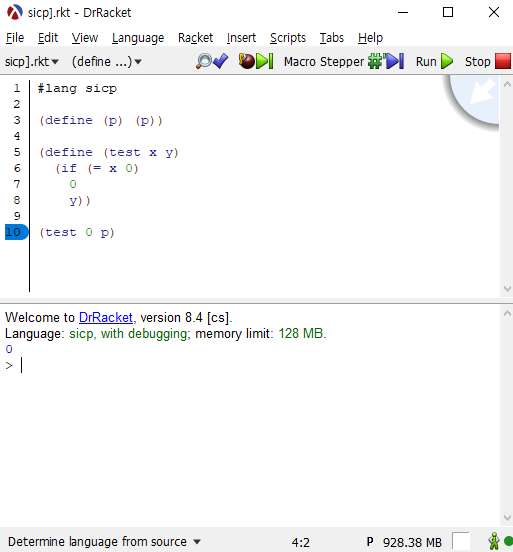 sicp].rkt - DrRacket
File Edit View Language Racket Insert Scripts Tabs Help
sicp].rkt (define ...) Macro Stepper Run Stop
1 #lang sicp
2
3 (define (p) (p))
4
5 (define (test x y)
6 (if (= x 0)
7 0
8 y))
9
10 (test 0 p)
Welcome to DrRacket, version 8.4 [cs].
Language: sicp, with debugging; memory limit: 128 MB.
0
>
Determine language from source 4:2 P 928.38 MB